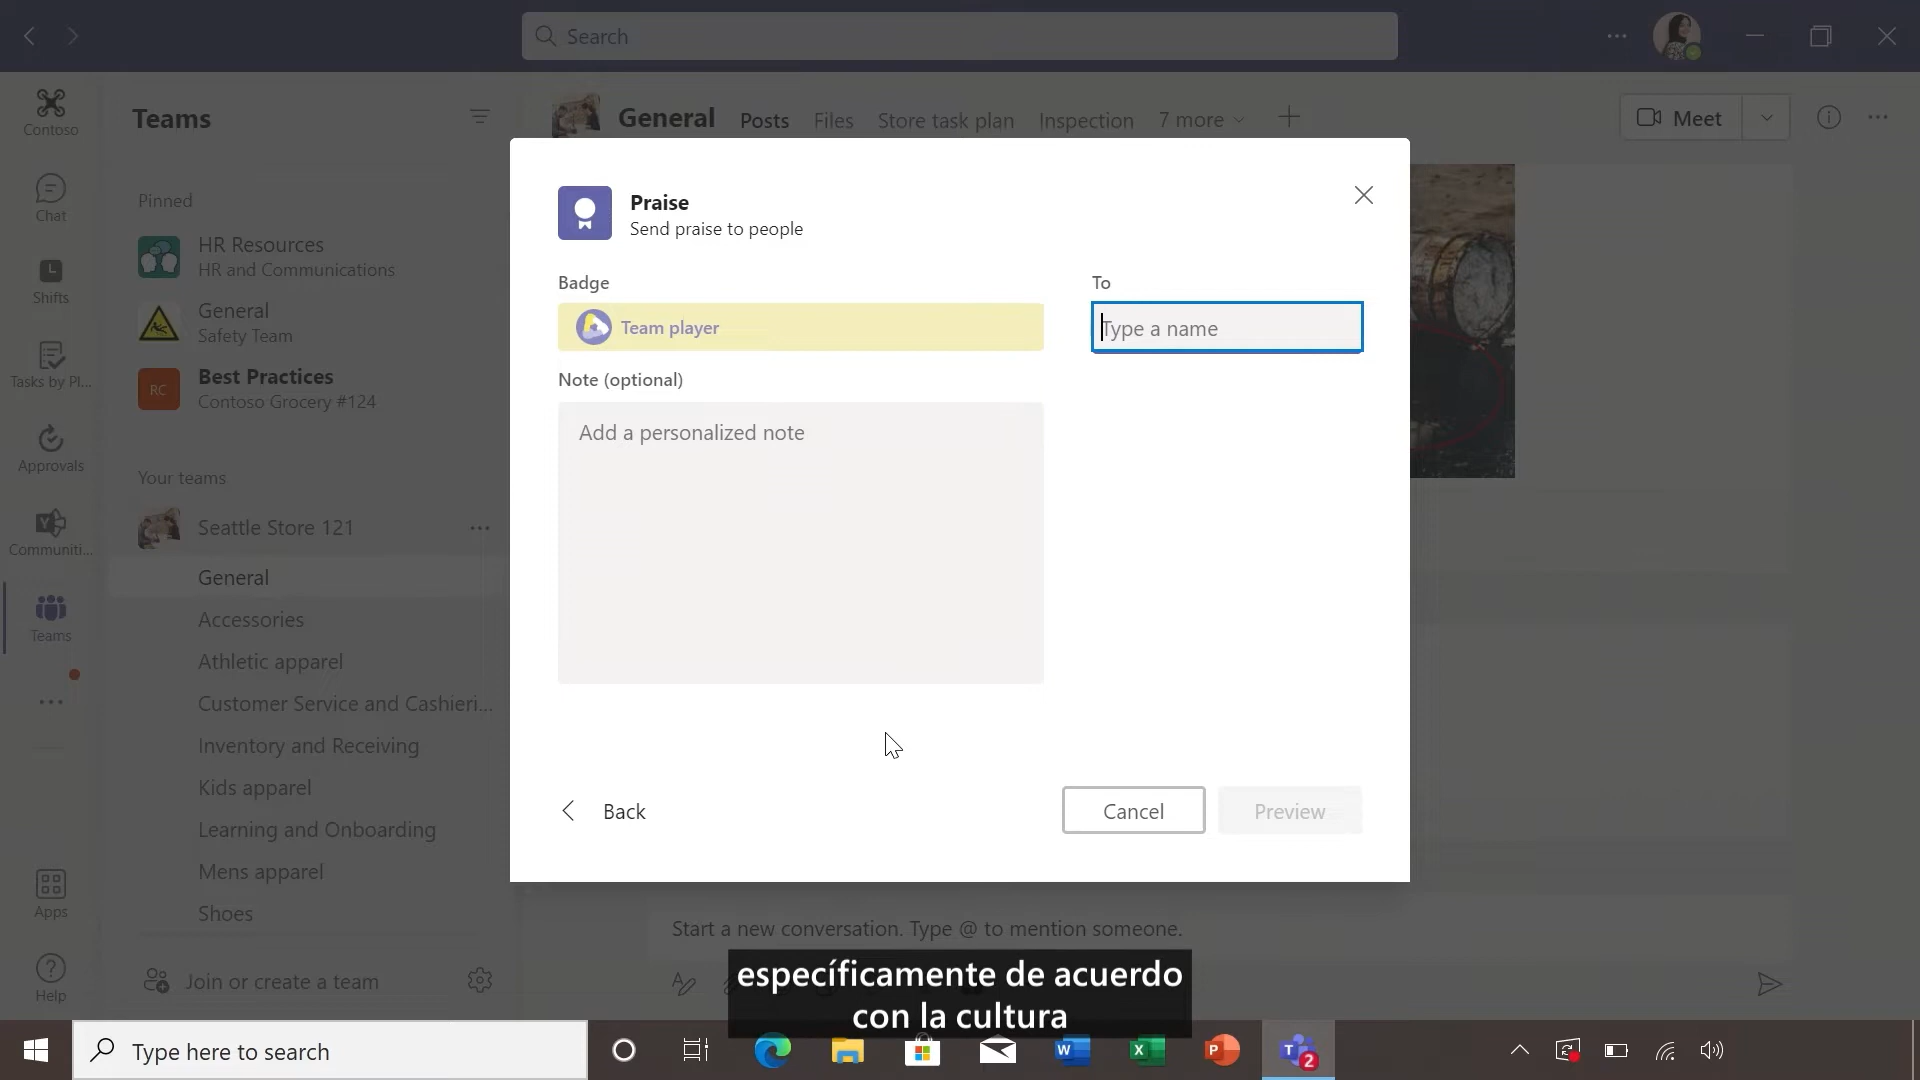 Search
Contoso
Chat
Shifts
Tasks by Pl...
Approvals
Communiti...
Teams
Apps
Help
Teams
Pinned
HR Resources
HR and Communications
General
Safety Team
RC
Best Practices
Contoso Grocery #124
Your teams
Seattle Store 121
General
Accessories
Athletic apparel
Customer Service and Cashieri...
Inventory and Receiving
Kids apparel
Learning and Onboarding
Mens apparel
Shoes
Join or create a team
General Posts Files Store task plan Inspection 7 more
Meet
Praise
Send praise to people
Badge
Team player
To
Type a name
Note (optional)
Add a personalized note
Back
Cancel
Preview
Start a new conversation. Type @ to mention someone.
específicamente de acuerdo
con la cultura
Type here to search
W
X
P
T
2